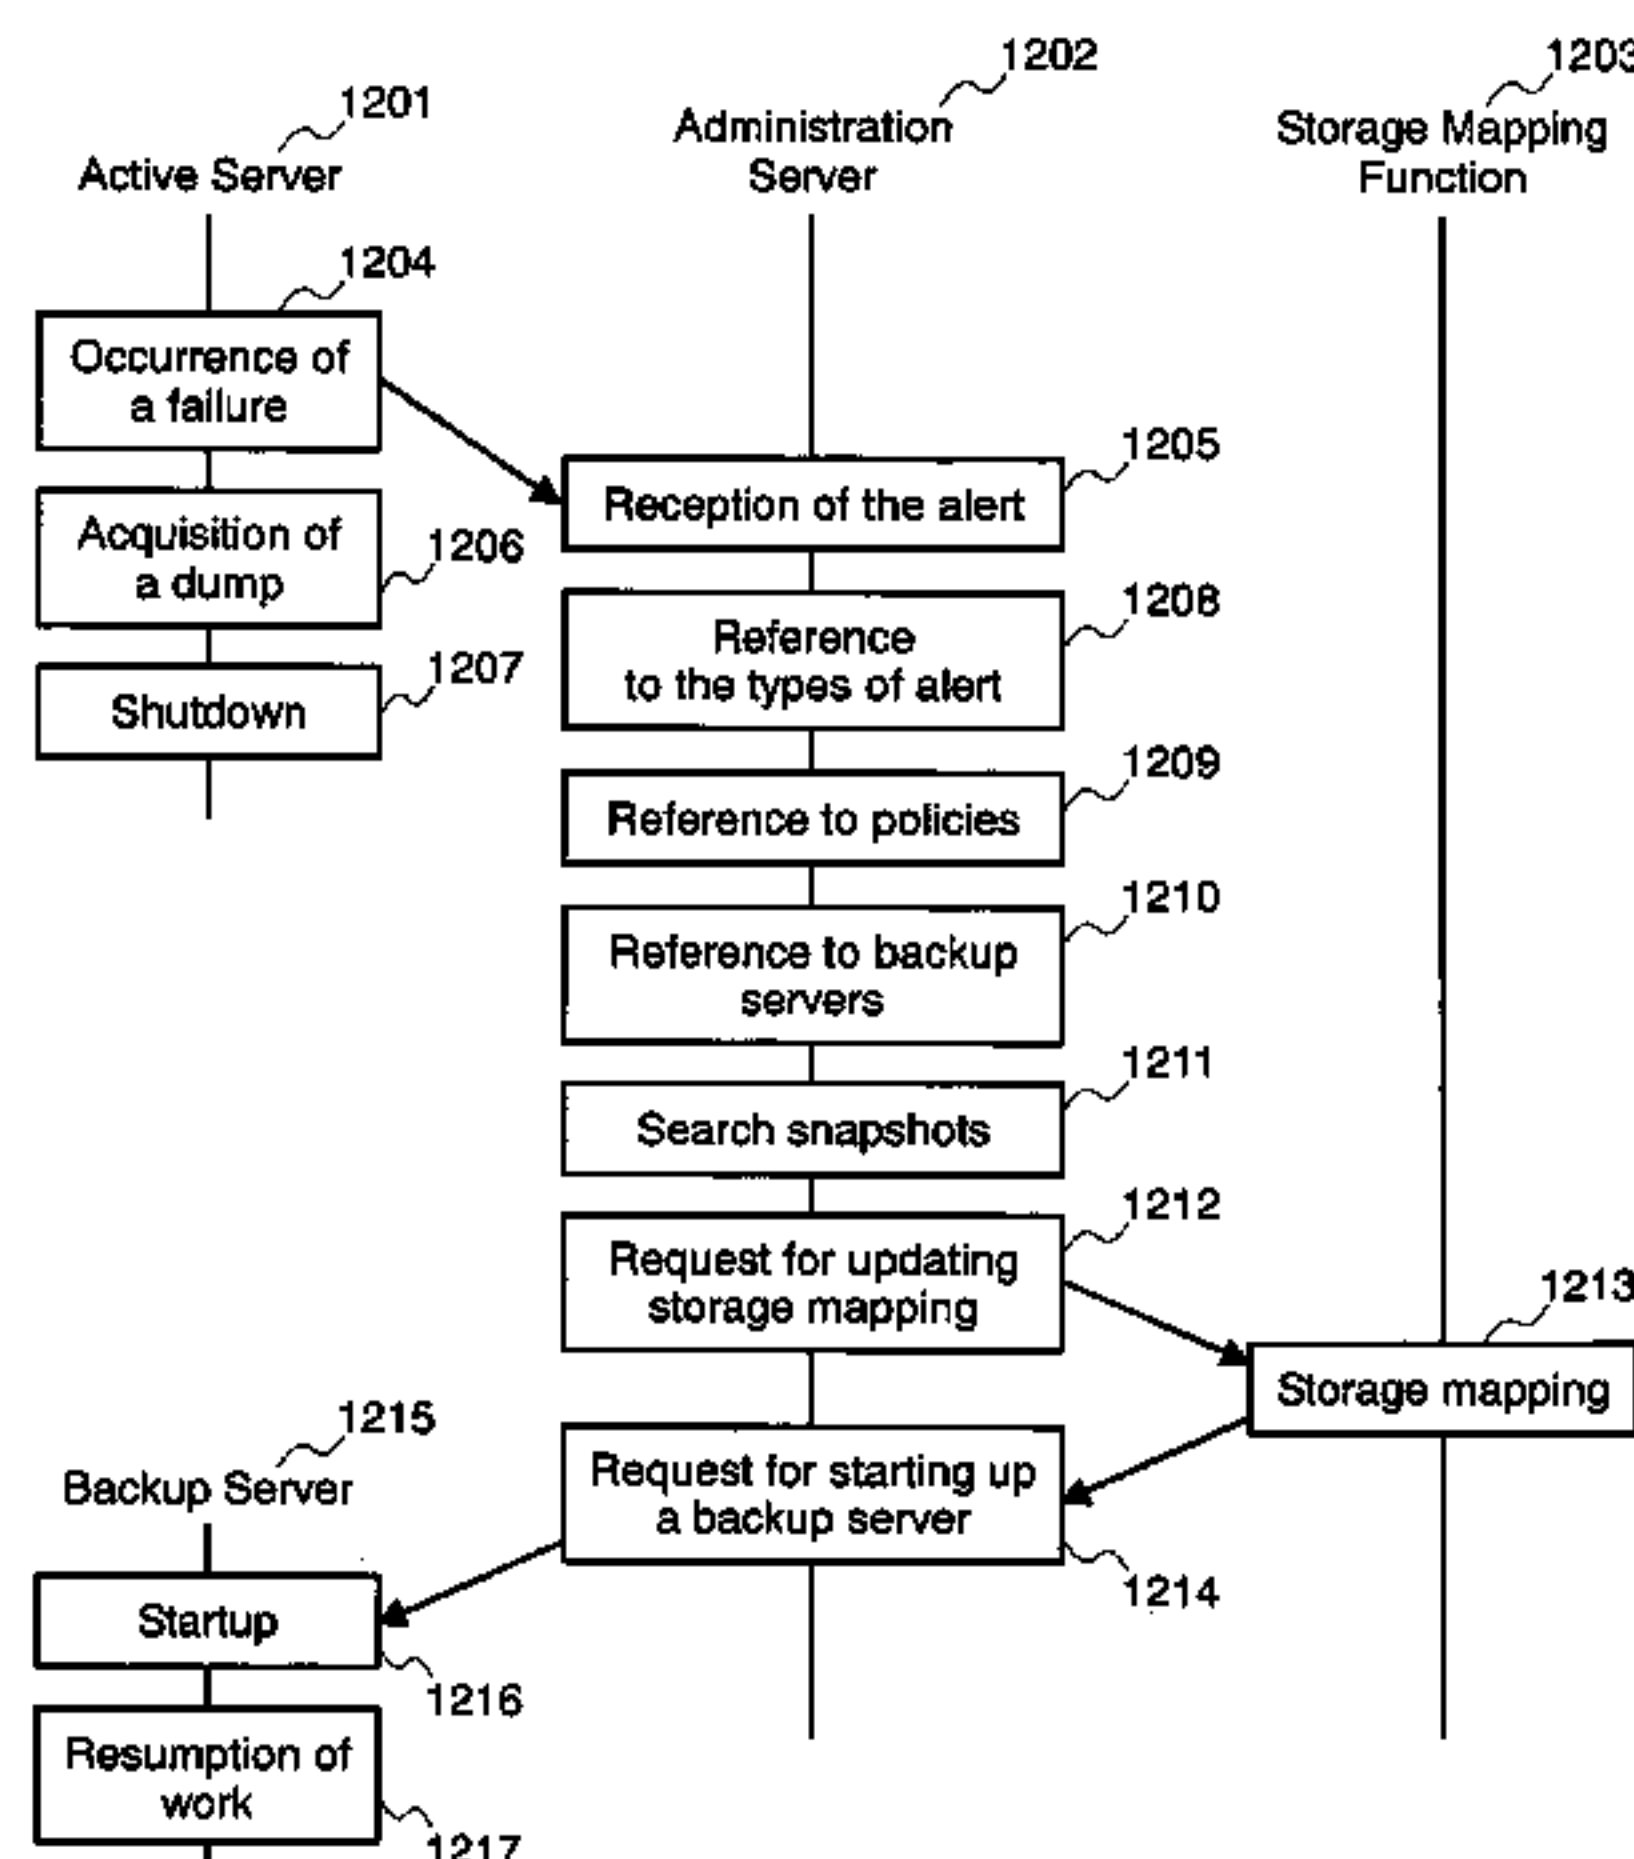 1202
1203
1201
Administration
Server
Storage Mapping
Function
Active Server
1204
Occurrence of
a failure
1205
Reception of the alert
Acquisition of
a dump
1206
1208
Reference
to the types of alert
1207
Shutdown
1209
Reference to policies
1210
Reference to backup
servers
1211
Search snapshots
1212
Request for updating
storage mapping
1213
Storage mapping
1215
Backup Server
Request for starting up
a backup server
1214
Startup
1216
Resumption of
work
1217